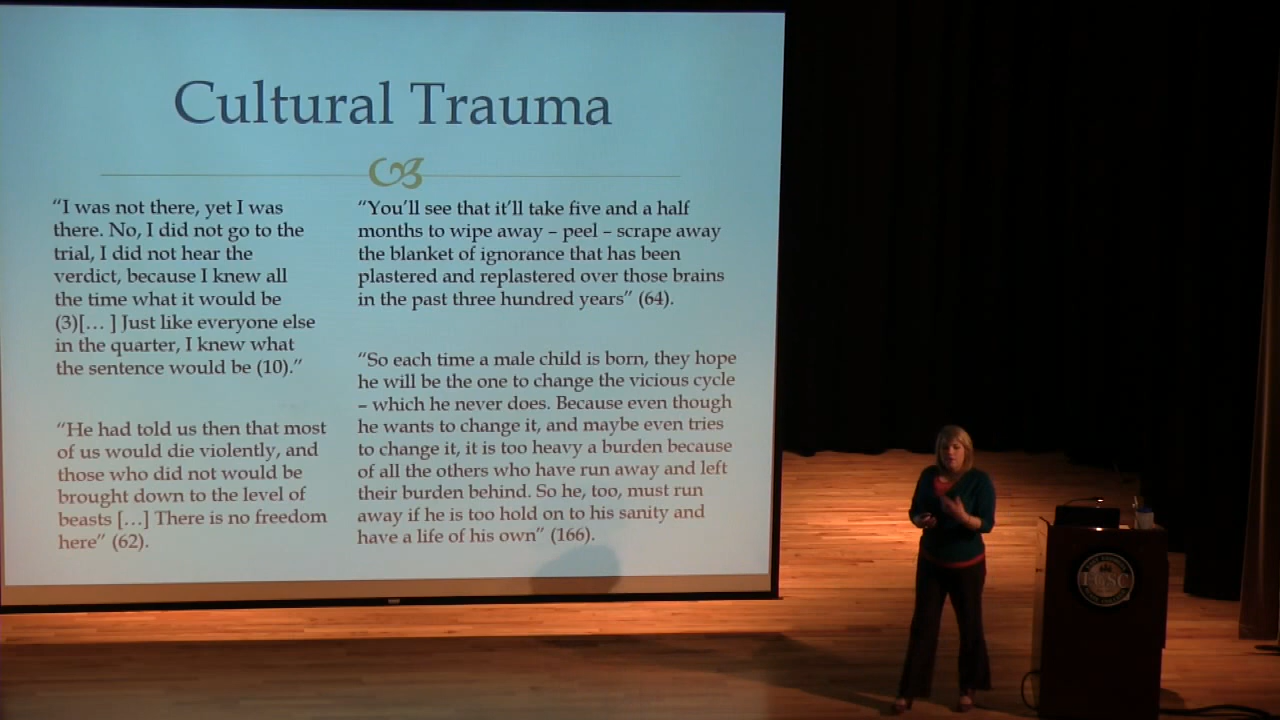 Cultural Trauma
“I was not there, yet I was
there. No, I did not go to the
trial, I did not hear the
verdict, because I knew all
the time what it would be
(3)[… ] Just like everyone else
in the quarter, I knew what
the sentence would be (10).”
“He had told us then that most
of us would die violently, and
those who did not would be
brought down to the level of
beasts […] There is no freedom
here” (62).
“You’ll see that it’ll take five and a half
months to wipe away – peel – scrape away
the blanket of ignorance that has been
plastered and replastered over those brains
in the past three hundred years” (64).
“So each time a male child is born, they hope
he will be the one to change the vicious cycle
– which he never does. Because even though
he wants to change it, and maybe even tries
to change it, it is too heavy a burden because
of all the others who have run away and left
their burden behind. So he, too, must run
away if he is too hold on to his sanity and
have a life of his own” (166).